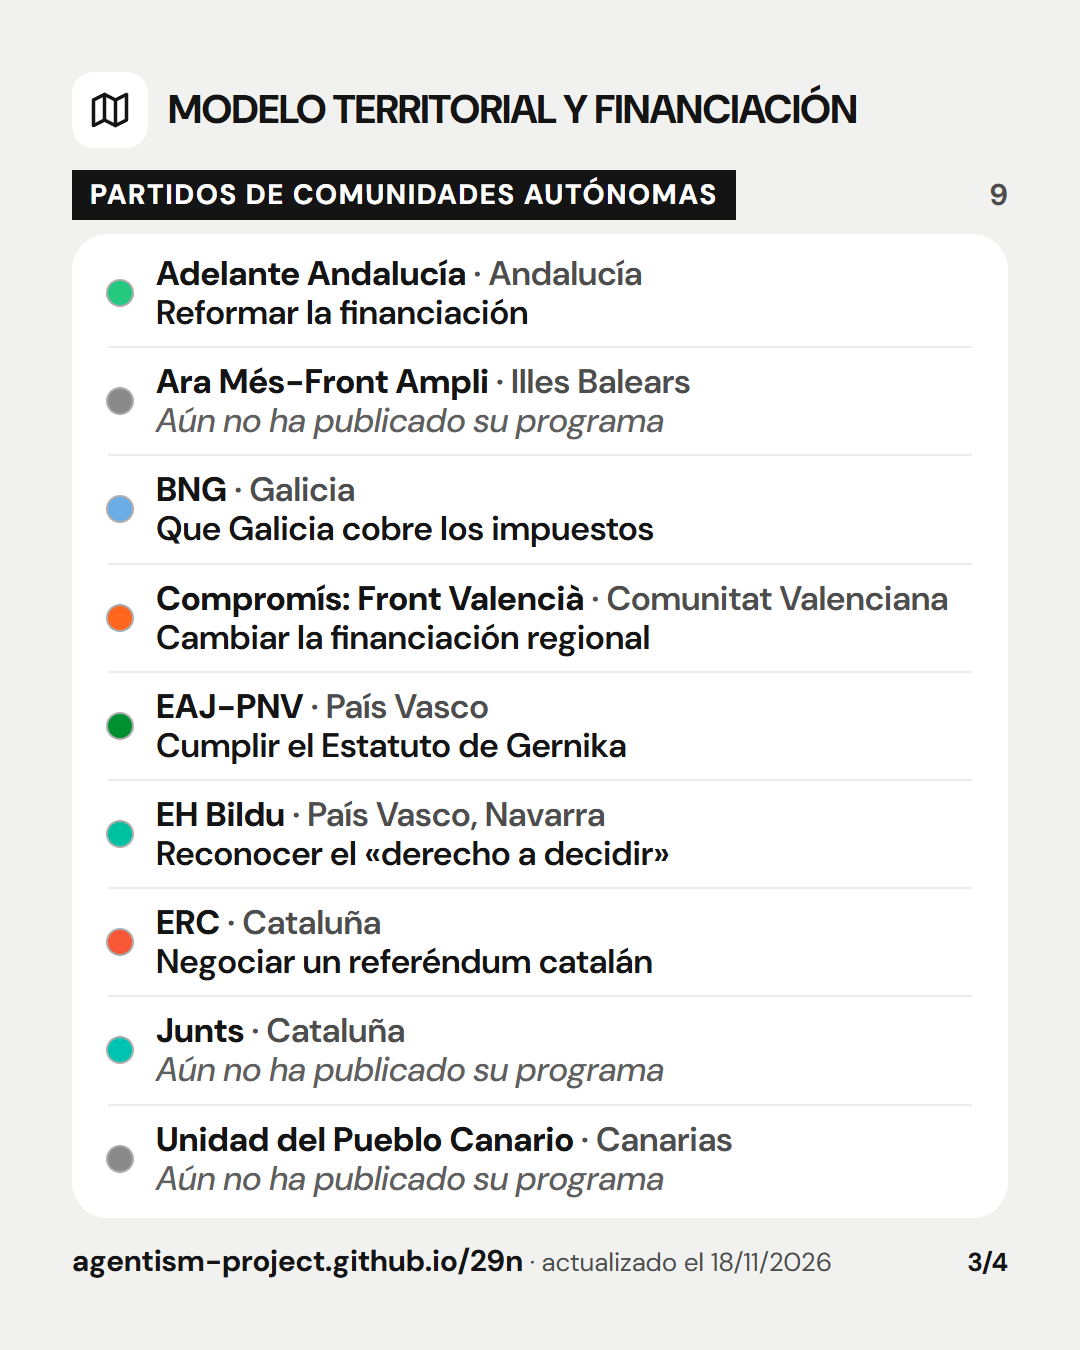 MODELO TERRITORIAL Y FINANCIACIÓN
PARTIDOS DE COMUNIDADES AUTÓNOMAS 9
Adelante Andalucía · Andalucía
Reformar la financiación
Ara Més-Front Ampli · Illes Balears
Aún no ha publicado su programa
BNG · Galicia
Que Galicia cobre los impuestos
Compromís: Front Valencià · Comunitat Valenciana
Cambiar la financiación regional
EAJ-PNV · País Vasco
Cumplir el Estatuto de Gernika
EH Bildu · País Vasco, Navarra
Reconocer el «derecho a decidir»
ERC · Cataluña
Negociar un referéndum catalán
Junts · Cataluña
Aún no ha publicado su programa
Unidad del Pueblo Canario · Canarias
Aún no ha publicado su programa
agentism-project.github.io/29n · actualizado el 18/11/2026 3/4